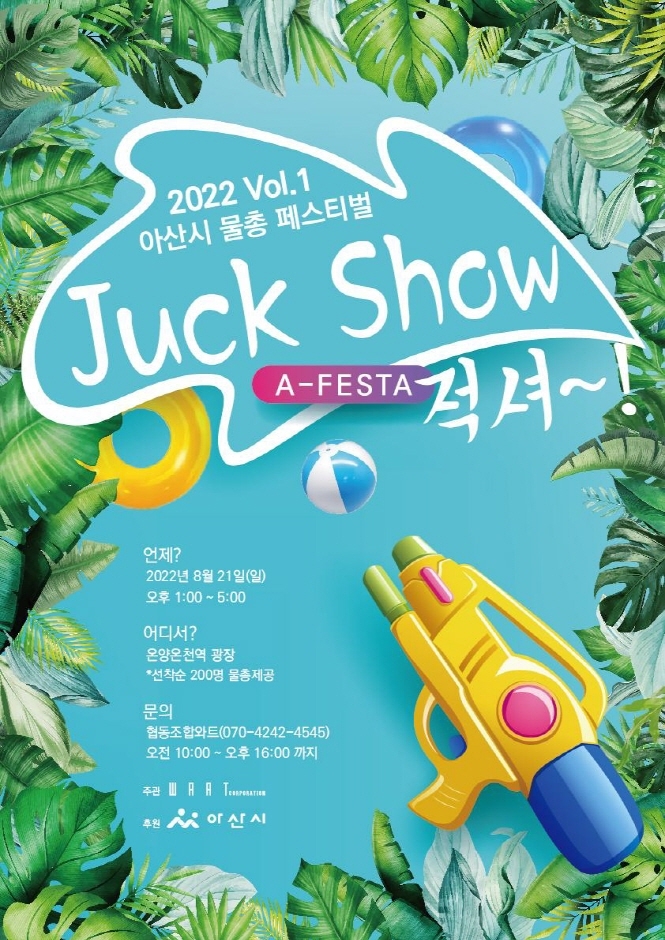 2022 Vol.1
아산시 물총 페스티벌
Juck Show
A-FESTA
적셔~!
언제?
2022년 8월 21일(일)
오후 1:00 ~ 5:00
어디서?
온양온천역 광장
*선착순 200명 물총제공
문의
협동조합와트(070-4242-4545)
오전 10:00 ~ 오후 16:00 까지
주관 WAAT CORPORATION
후원 아산시